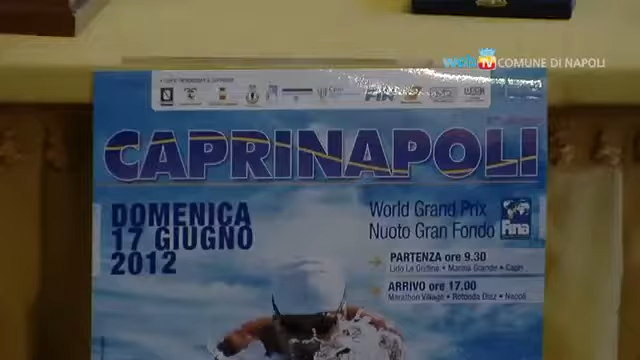 web TV COMUNE DI NAPOLI
FIN
CAPRINAPOLI
DOMENICA
17 GIUGNO
2012
World Grand Prix
Nuoto Gran Fondo
Fina
PARTENZA ore 9.30
Lido Le Ondine • Marina Grande • Capri
ARRIVO ore 17.00
Marathon Village • Rotonda Diaz • Napoli